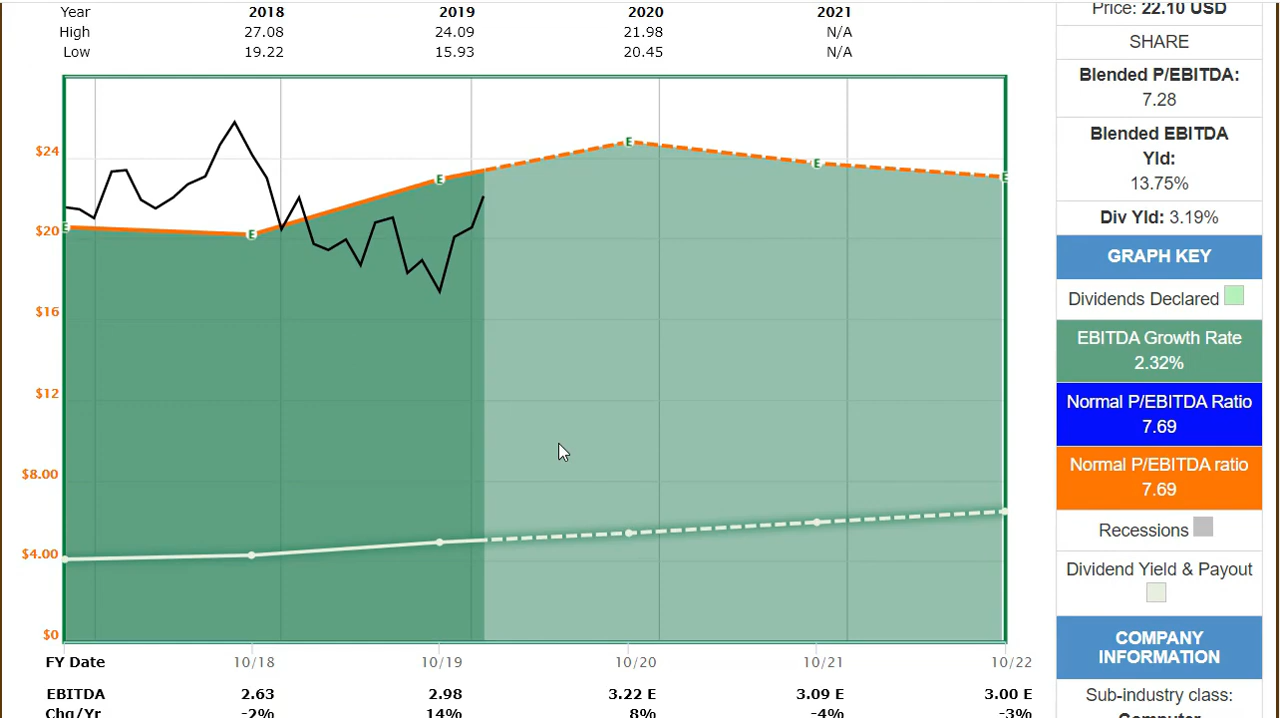 Year 2018 2019 2020 2021
High 27.08 24.09 21.98 N/A
Low 19.22 15.93 20.45 N/A
$24
$20
$16
$12
$8.00
$4.00
$0
E
E
E
E
E
E
FY Date 10/18 10/19 10/20 10/21 10/22
EBITDA 2.63 2.98 3.22 E 3.09 E 3.00 E
Chg/Yr -2% 14% 8% -4% -3%
Price: 22.10 USD
SHARE
Blended P/EBITDA:
7.28
Blended EBITDA
Yld:
13.75%
Div Yld: 3.19%
GRAPH KEY
Dividends Declared
EBITDA Growth Rate
2.32%
Normal P/EBITDA Ratio
7.69
Normal P/EBITDA ratio
7.69
Recessions
Dividend Yield & Payout
COMPANY
INFORMATION
Sub-industry class:
Computer